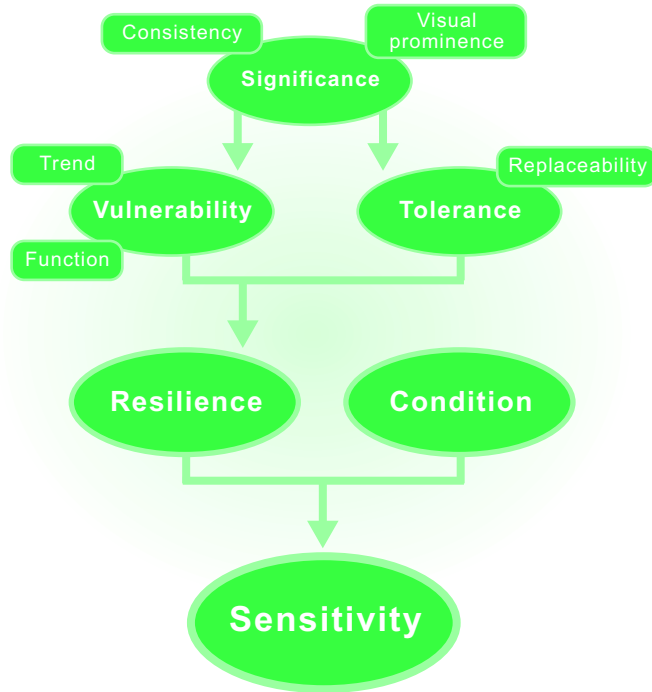 Consistency
Visual
prominence
Significance
Trend
Replaceability
Vulnerability
Tolerance
Function
Resilience
Condition
Sensitivity